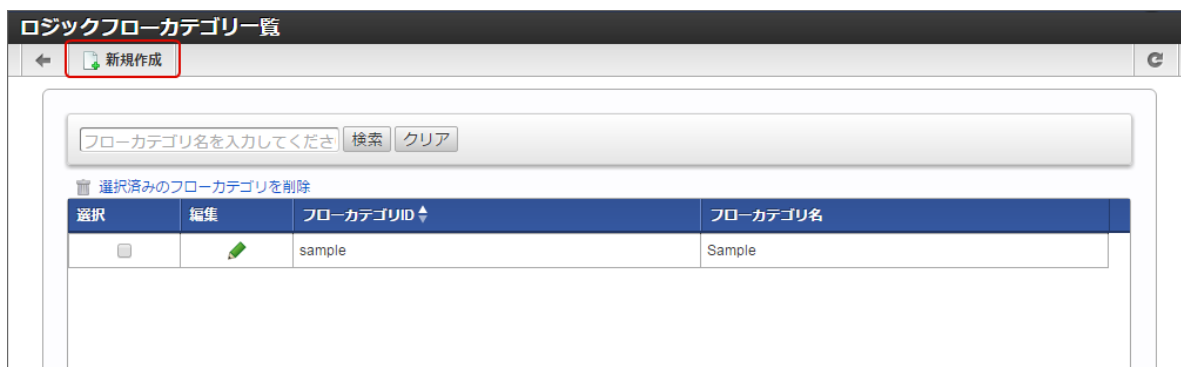 ロジックフローカテゴリ一覧
新規作成
フローカテゴリ名を入力してくださ 検索 クリア
選択済みのフローカテゴリを削除
選択 編集 フローカテゴリID フローカテゴリ名
sample Sample